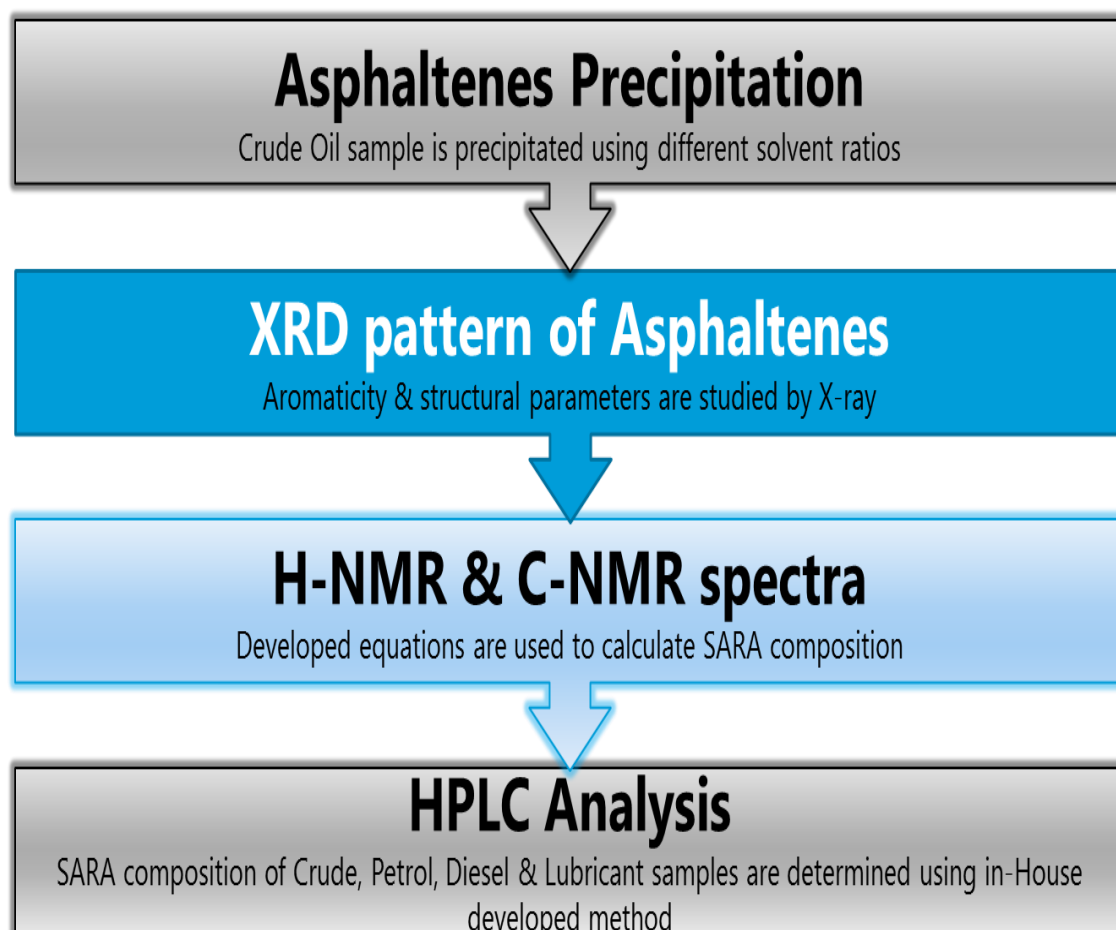 Asphaltenes Precipitation
Crude Oil sample is precipitated using different solvent ratios
XRD pattern of Asphaltenes
Aromaticity & structural parameters are studied by X-ray
H-NMR & C-NMR spectra
Developed equations are used to calculate SARA composition
HPLC Analysis
SARA composition of Crude, Petrol, Diesel & Lubricant samples are determined using in-House
developed method